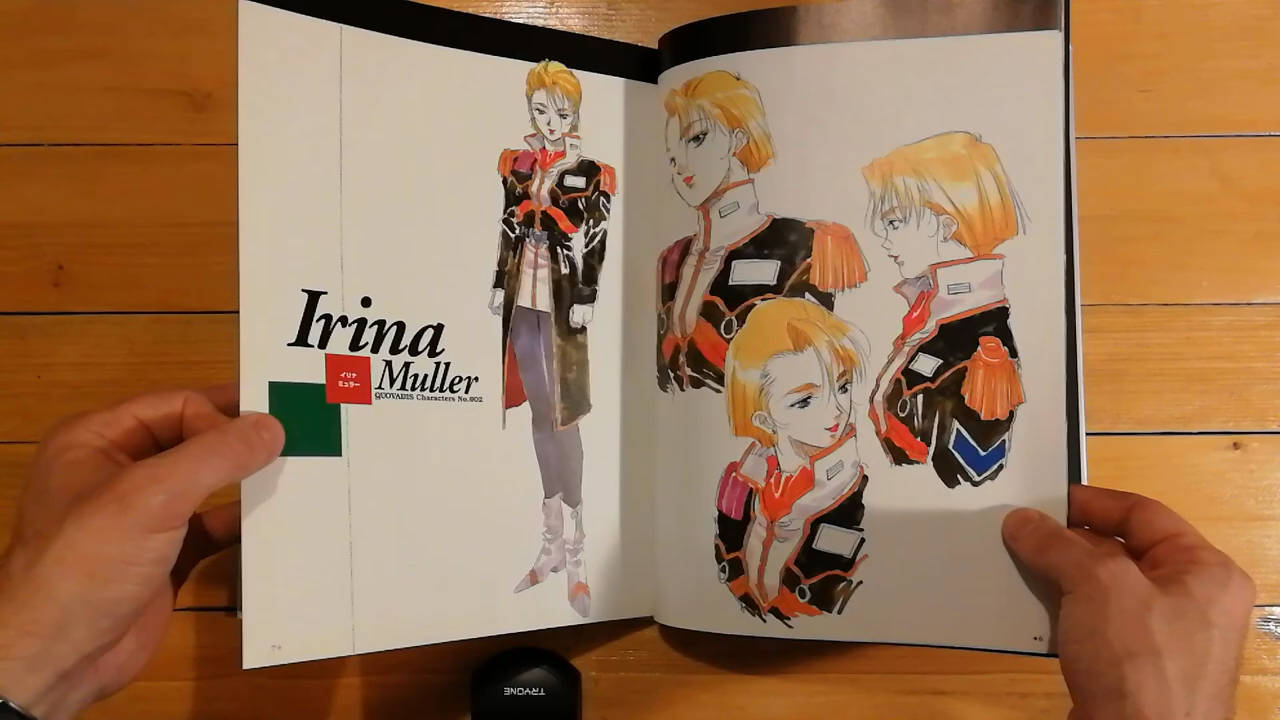 Irina
イリナ
ミュラー
Muller
QUOVADIS Characters No.002
TRYONE